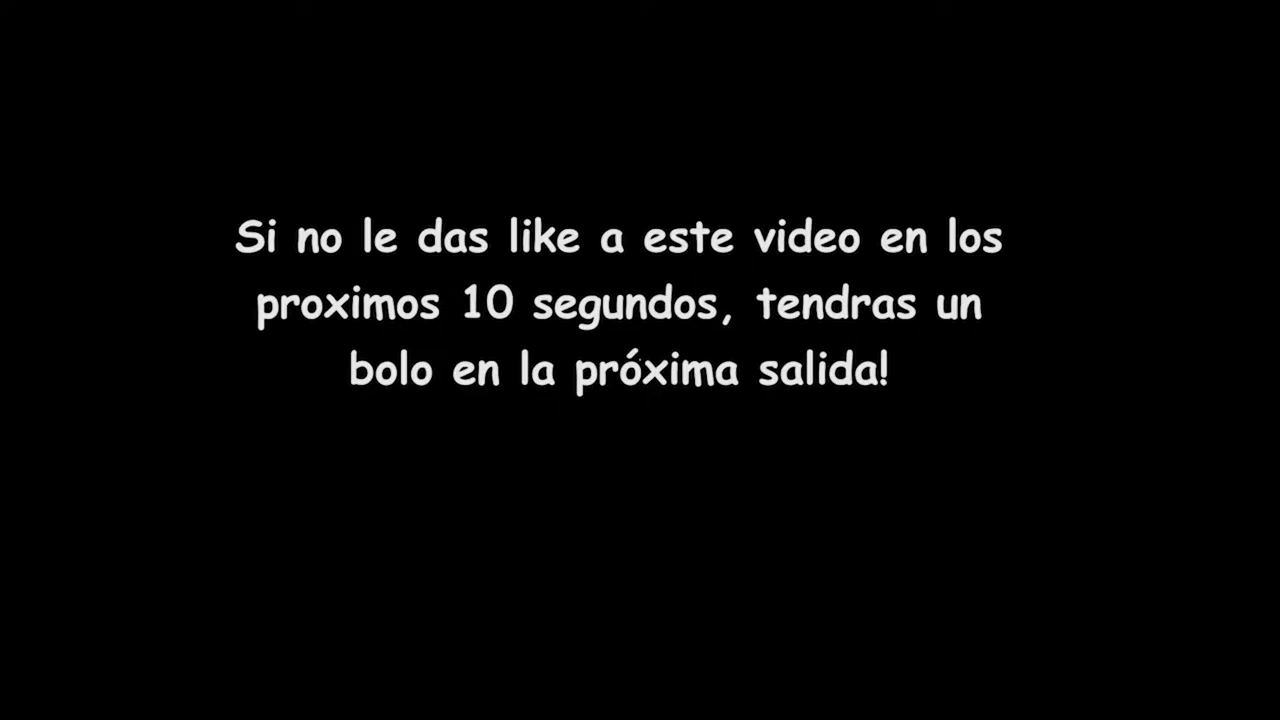 Si no le das like a este video en los
proximos 10 segundos, tendras un
bolo en la próxima salida!